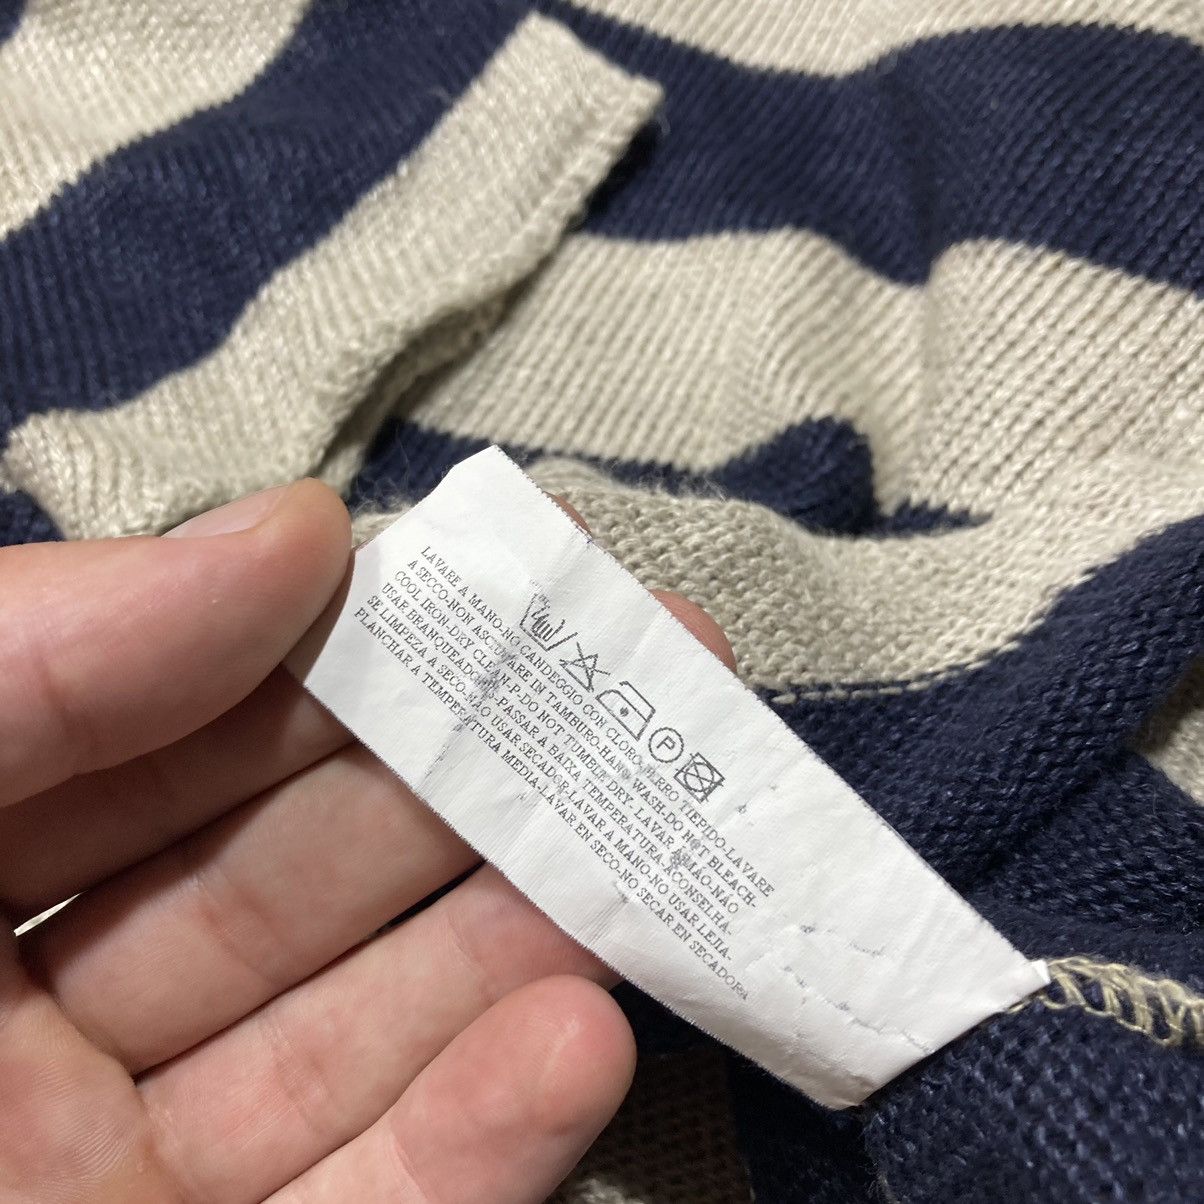 P
LAVARE A MANO-NO CANDEGGIO CON CLORO-FERRO TIEPIDO-LAVARE
A SECCO-NON ASCIUGARE IN TAMBURO-HAND WASH-DO NOT BLEACH-
COOL IRON-DRY CLEAN-P-DO NOT TUMBLE DRY- LAVAR A MÃO-NÃO
USAR BRANQUEADOR-PASSAR A BAIXA TEMPERATURA-ACONSELHA-
SE LIMPEZA A SECO-NÃO USAR SECADOR-LAVAR A MANO-NO USAR LEJIA-
PLANCHAR A TEMPERATURA MEDIA-LAVAR EN SECO-NO SECAR EN SECADORA